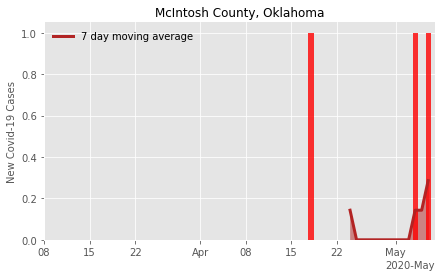 McIntosh County, Oklahoma
7 day moving average
New Covid-19 Cases
1.0
0.8
0.6
0.4
0.2
0.0
08 15 22 Apr 08 15 22 May
2020-May